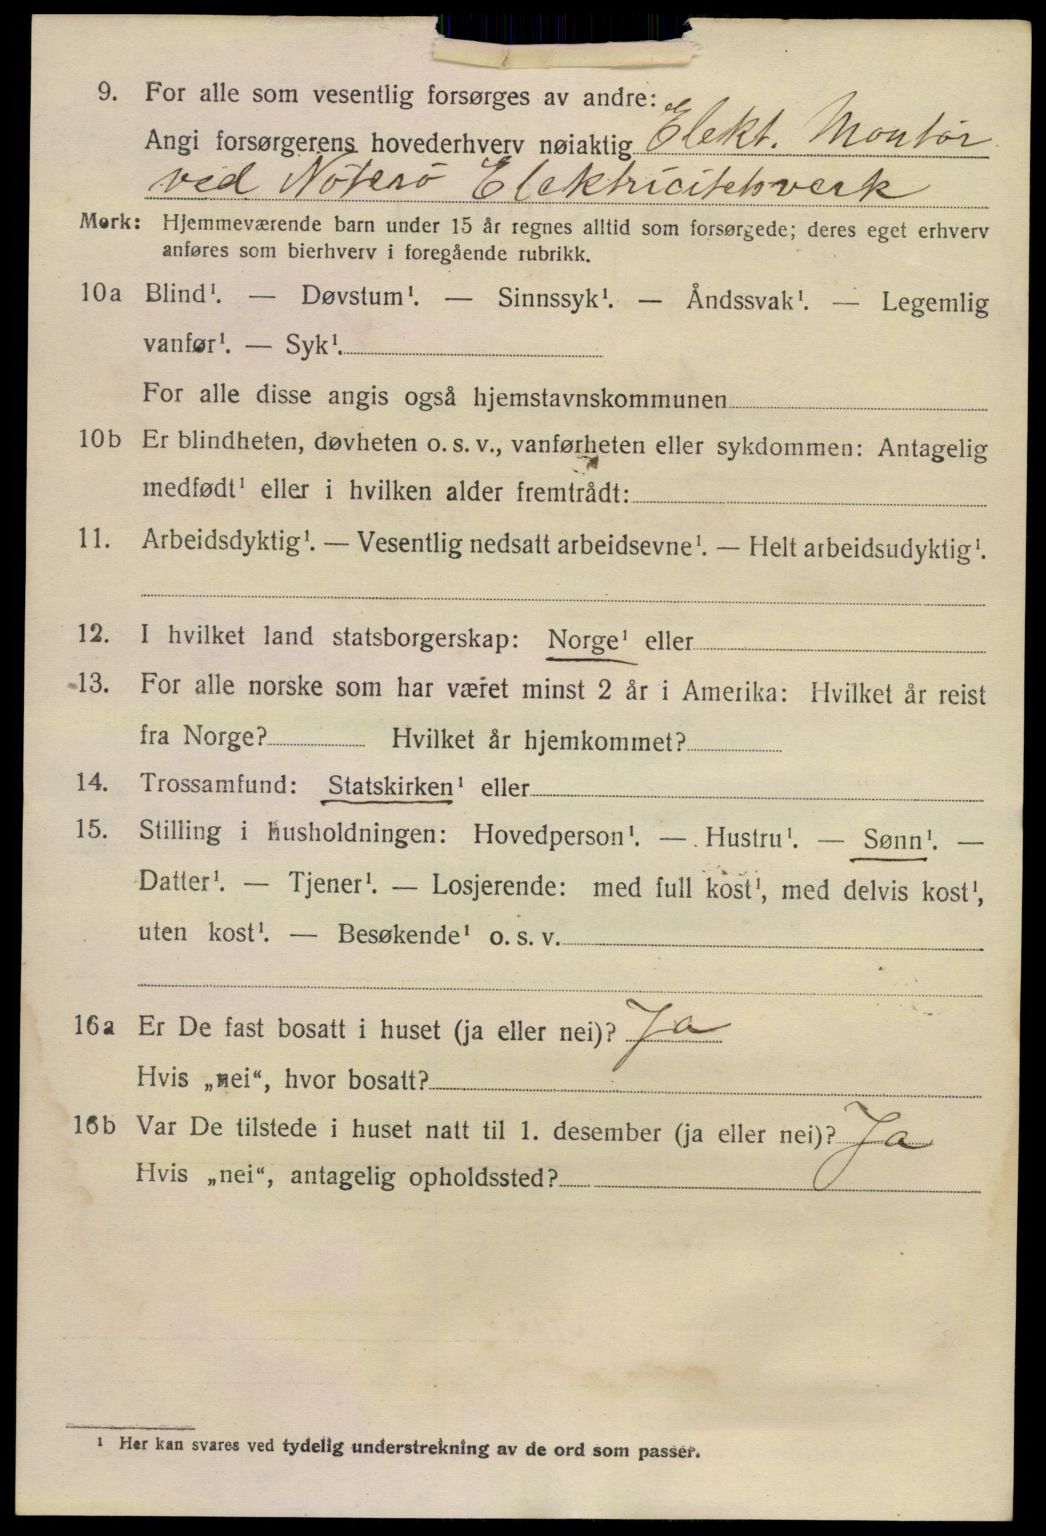 9. For alle som vesentlig forsørges av andre:
Angi forsørgerens hovederhverv nøiaktig Elekt. Montör
ved Nöterö Elektricitetsverk
Merk: Hjemmeværende barn under 15 år regnes alltid som forsørgede; deres eget erhverv
anføres som bierhverv i foregående rubrikk.
10a Blind¹. — Døvstum¹. — Sinnssyk¹. — Åndssvak¹. — Legemlig
vanfør¹. — Syk¹.
For alle disse angis også hjemstavnskommunen
10b Er blindheten, døvheten o. s. v., vanførheten eller sykdommen: Antagelig
medfødt¹ eller i hvilken alder fremtrådt:
11. Arbeidsdyktig¹. — Vesentlig nedsatt arbeidsevne¹. — Helt arbeidsudyktig¹.
12. I hvilket land statsborgerskap: Norge¹ eller
13. For alle norske som har været minst 2 år i Amerika: Hvilket år reist
fra Norge? Hvilket år hjemkommet?
14. Trossamfund: Statskirken¹ eller
15. Stilling i husholdningen: Hovedperson¹. — Hustru¹. — Sønn¹. —
Datter¹. — Tjener¹. — Losjerende: med full kost¹, med delvis kost¹,
uten kost¹. — Besøkende¹ o. s. v.
16a Er De fast bosatt i huset (ja eller nei)? Ja
Hvis „nei“, hvor bosatt?
16b Var De tilstede i huset natt til 1. desember (ja eller nei)? Ja
Hvis „nei“, antagelig opholdssted?
¹ Her kan svares ved tydelig understrekning av de ord som passer.